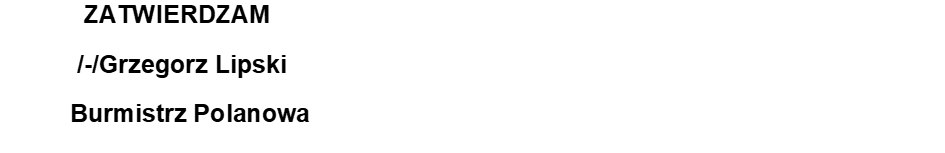 ZATWIERDZAM
/-/Grzegorz Lipski
Burmistrz Polanowa